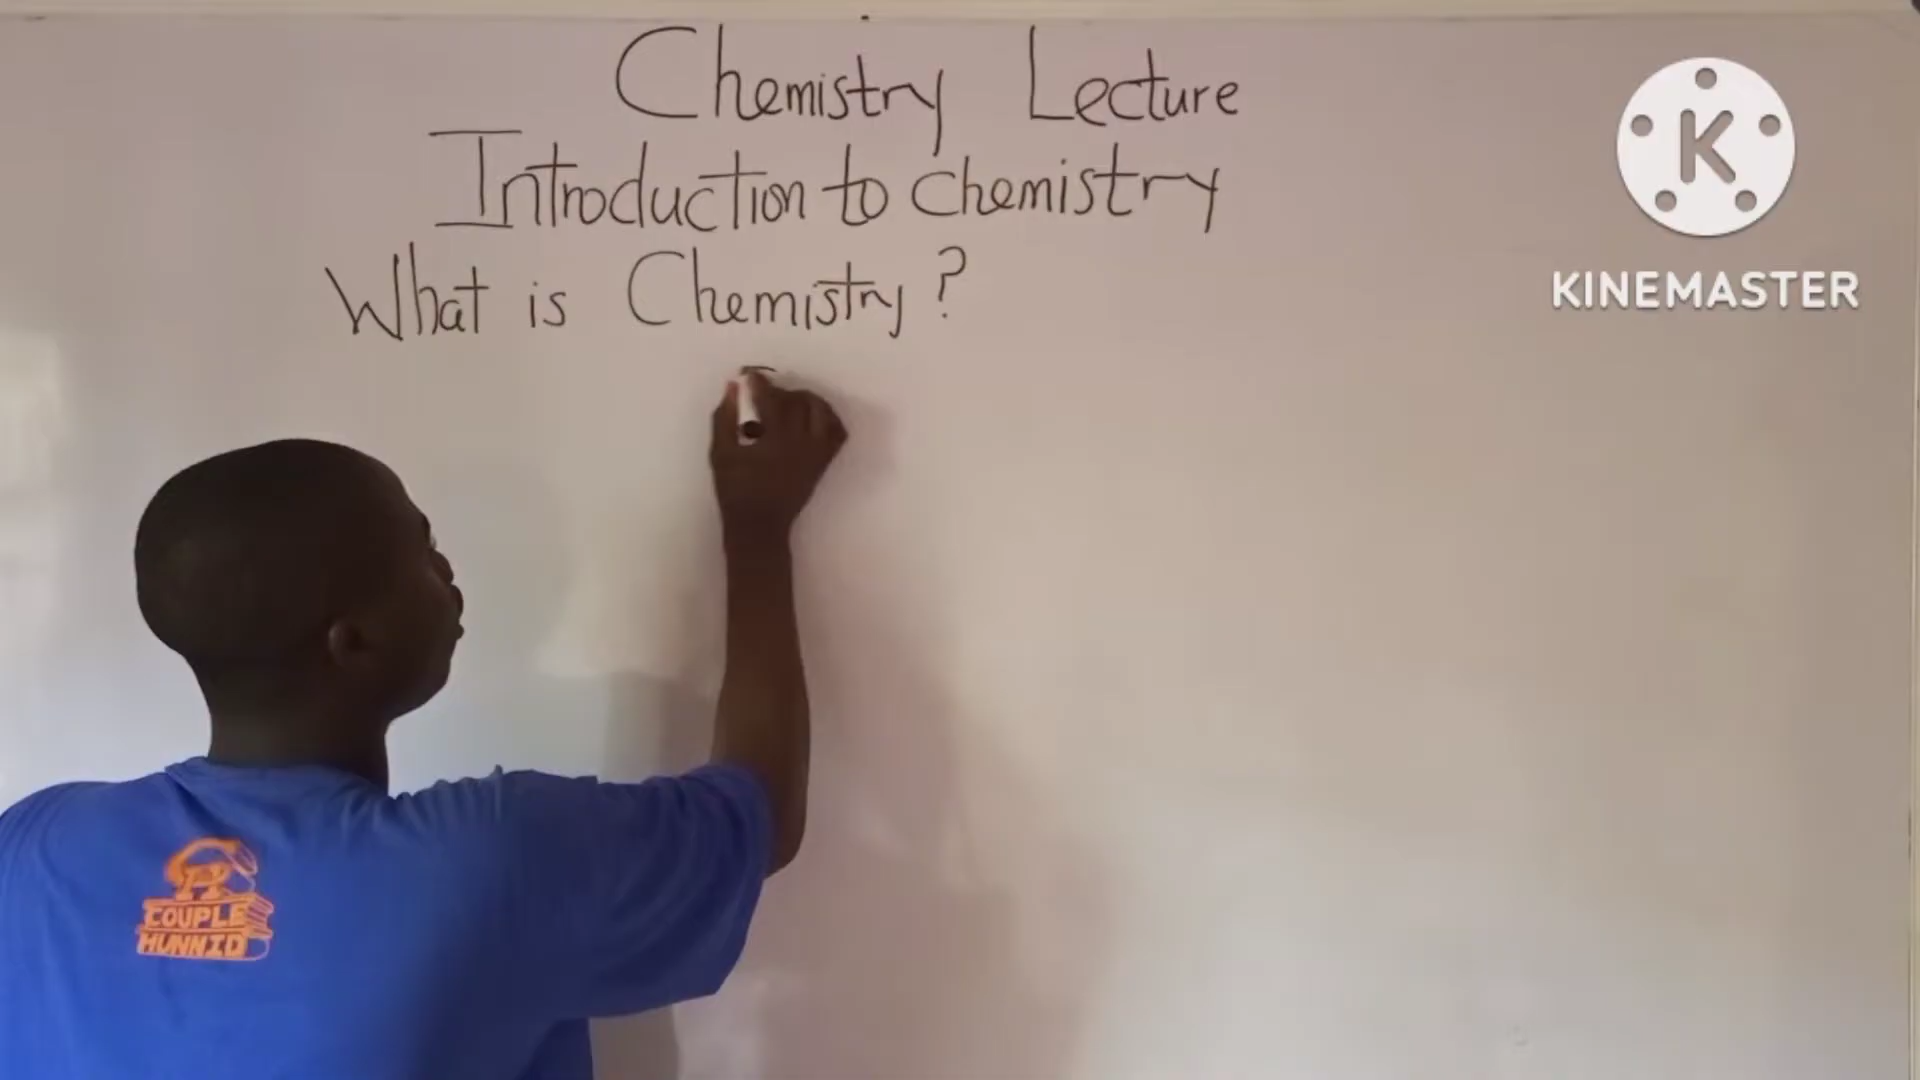 Chemistry Lecture
Introduction to chemistry
What is Chemistry?
K
KINEMASTER
COUPLE
HUNNID